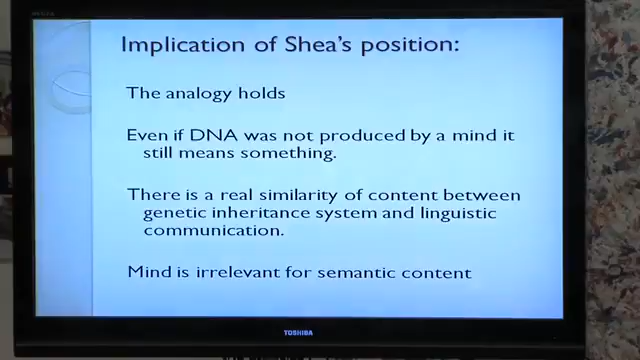 Implication of Shea's position:
The analogy holds
Even if DNA was not produced by a mind it
still means something.
There is a real similarity of content between
genetic inheritance system and linguistic
communication.
Mind is irrelevant for semantic content
TOSHIBA